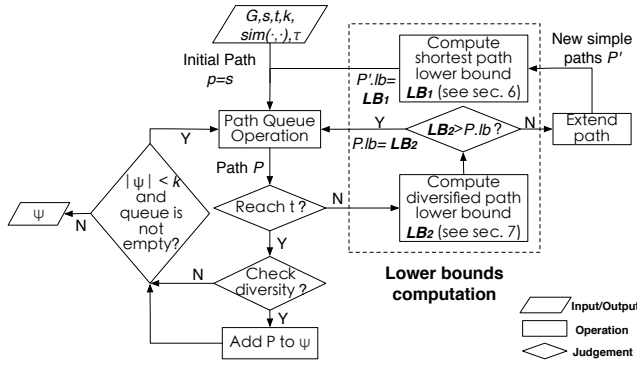 G,s,t,k,
sim(·,·),τ
Initial Path
p=s
Path Queue
Operation
Path P
Reach t ?
Y
N
Check
diversity ?
N
Y
Add P to ψ
|ψ| < k
and
queue is
not
empty?
Y
N
ψ
Compute
shortest path
lower bound
LB1 (see sec. 6)
P'.lb=
LB1
New simple
paths P'
Extend
path
LB2>P.lb ?
Y
N
P.lb= LB2
Compute
diversified path
lower bound
LB2 (see sec. 7)
Lower bounds
computation
Input/Output
Operation
Judgement